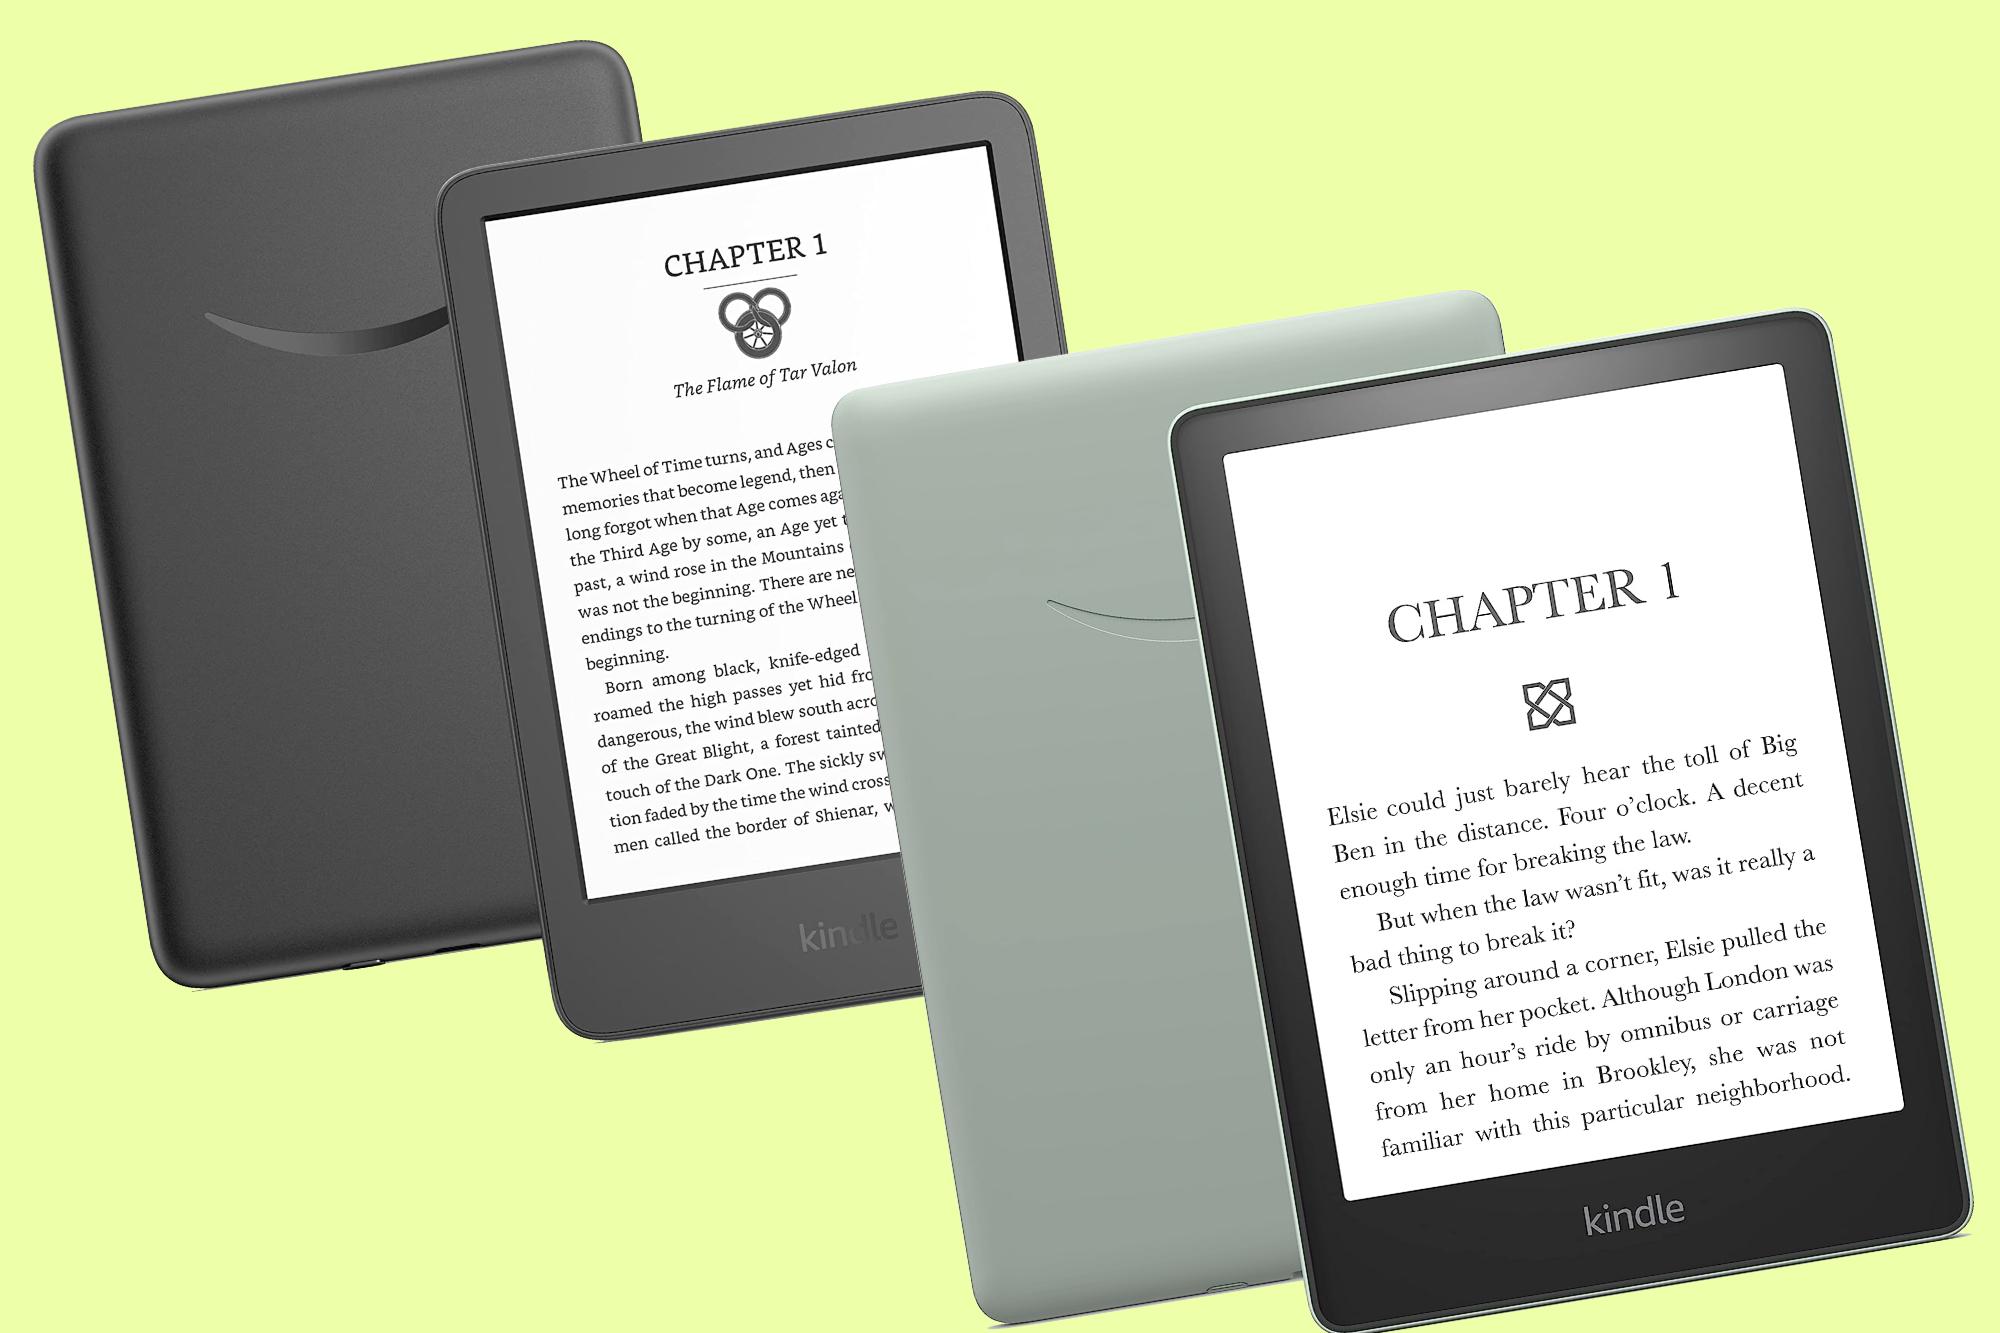 CHAPTER 1
The Flame of Tar Valon
The Wheel of Time turns, and Ages
memories that become legend, then
long forgot when that Age comes
the Third Age by some, an Age yet
past, a wind rose in the Mountains
was not the beginning. There are
endings to the turning of the Wheel
beginning.
Born among black, knife-edged
roamed the high passes yet hid
dangerous, the wind blew south
of the Great Blight, a forest tainted
touch of the Dark One. The sickly
tion faded by the time the wind
men called the border of Shienar,
kindle
CHAPTER 1
Elsie could just barely hear the toll of Big
Ben in the distance. Four o’clock. A decent
enough time for breaking the law.
But when the law wasn’t fit, was it really a
bad thing to break it?
Slipping around a corner, Elsie pulled the
letter from her pocket. Although London was
only an hour’s ride by omnibus or carriage
from her home in Brookley, she was not
familiar with this particular neighborhood.
kindle